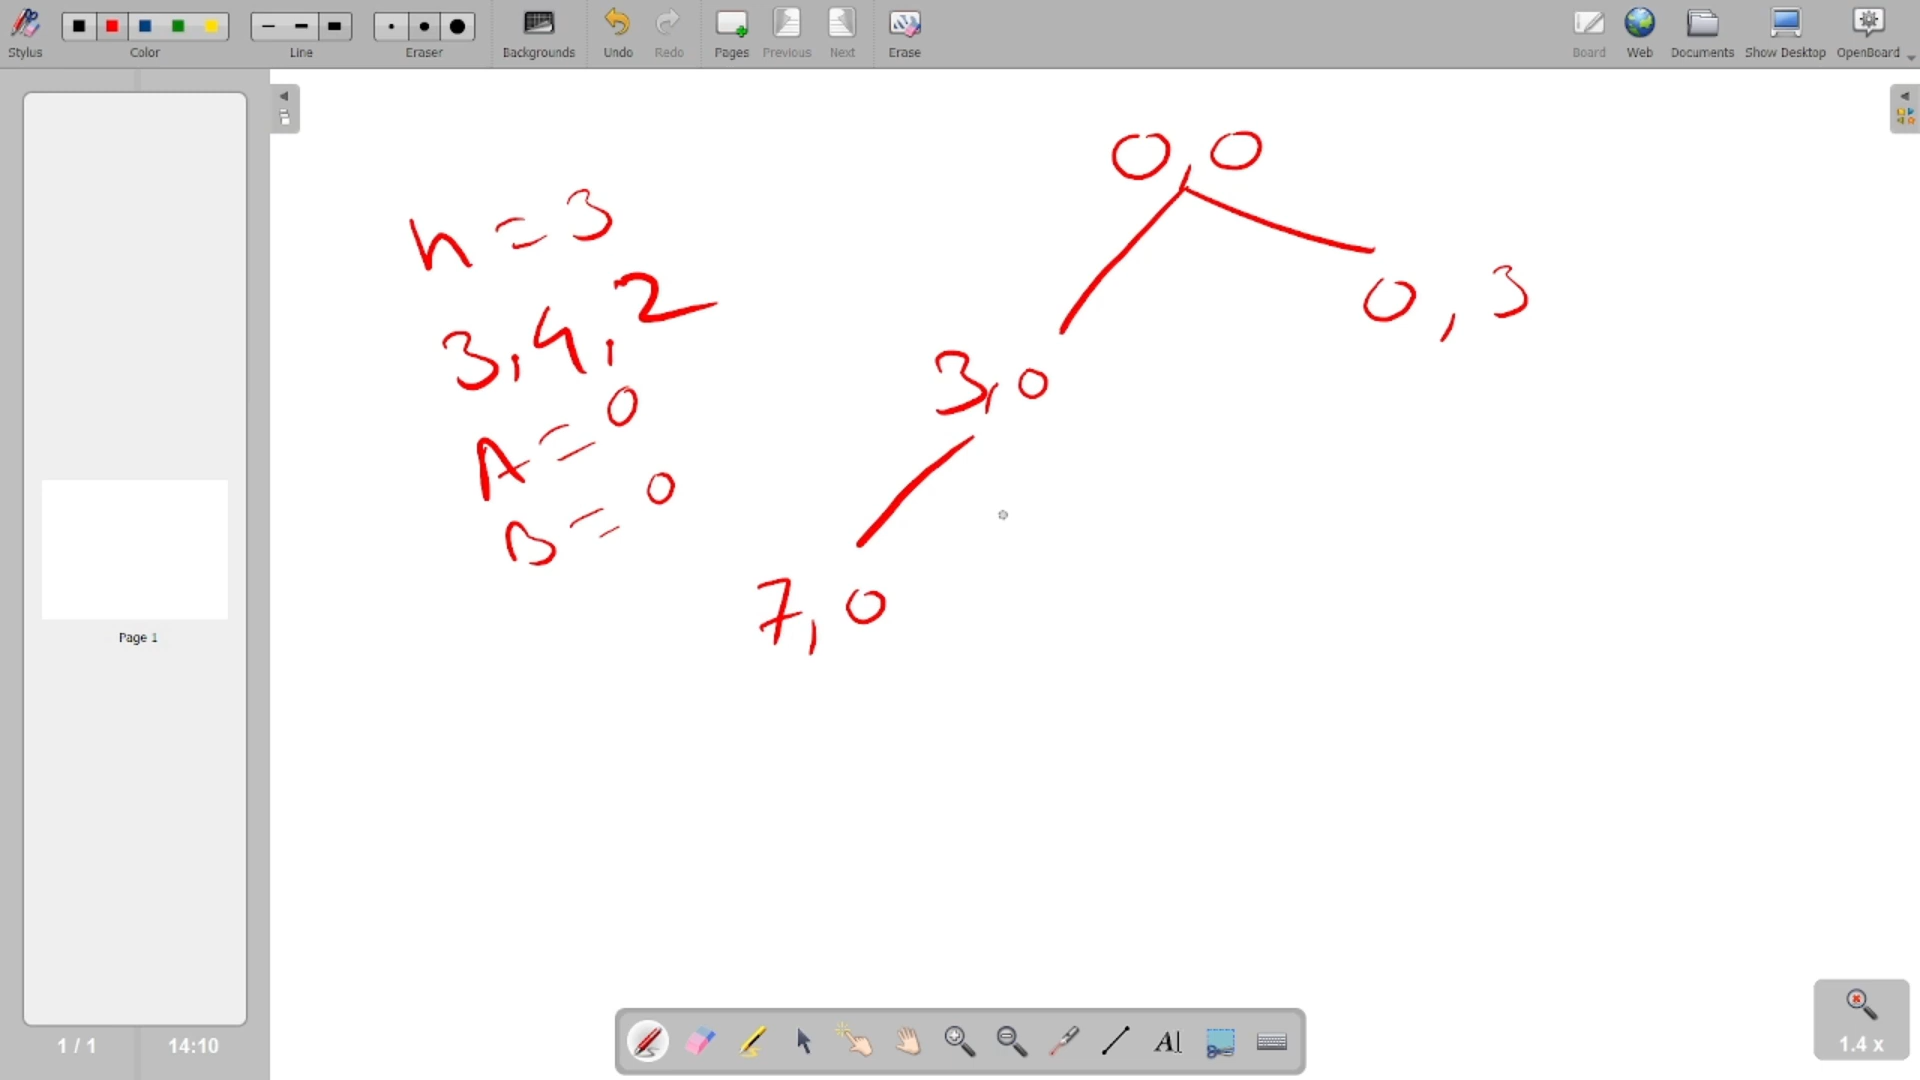 Stylus
Color
Line
Eraser
Backgrounds
Undo
Redo
Pages
Previous
Next
Erase
Board
Web
Documents
Show Desktop
OpenBoard
n = 3
3, 4, 2
A = 0
B = 0
0, 0
0, 3
3, 0
7, 0
Page 1
1 / 1
14:10
AI
1.4 x